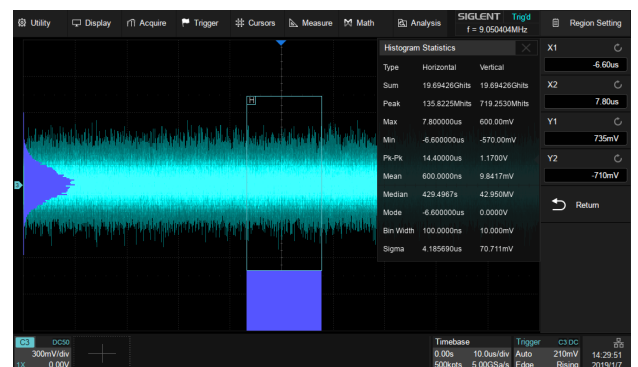 Utility Display Acquire Trigger Cursors Measure Math Analysis SIGLENT Trig'd Region Setting
f = 9.050404MHz
Histogram Statistics
Type Horizontal Vertical
Sum 19.69426Ghits 19.69426Ghits
Peak 135.8225Mhits 719.2530Mhits
Max 7.800000us 600.00mV
Min -6.600000us -570.00mV
Pk-Pk 14.40000us 1.1700V
Mean 600.0000ns 9.8417mV
Median 429.4967s 42.950MV
Mode -6.600000us 0.0000V
Bin Width 100.0000ns 10.000mV
Sigma 4.185690us 70.711mV
X1
-6.60us
X2
7.80us
Y1
735mV
Y2
-710mV
Return
H
C3 DC50
300mV/div
1X 0.00V
Timebase
0.00s 10.0us/div
500kpts 5.00GSa/s
Trigger C3 DC
Auto 210mV
Edge Rising
14:29:51
2019/1/7